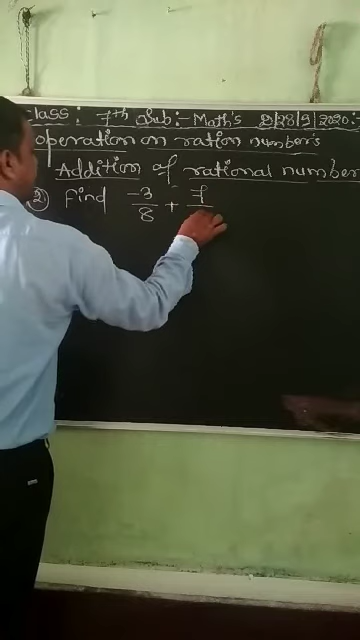 Class:- 7th Sub:- Math's D/28/9/2020:-
operation on ration number's
Addition of rational number
2) Find -3/8 + 7/